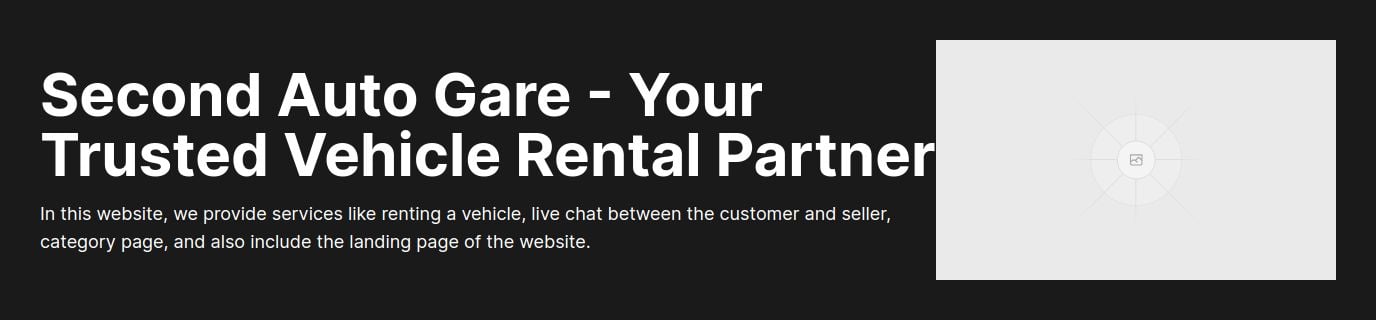 Second Auto Gare - Your
Trusted Vehicle Rental Partner
In this website, we provide services like renting a vehicle, live chat between the customer and seller,
category page, and also include the landing page of the website.